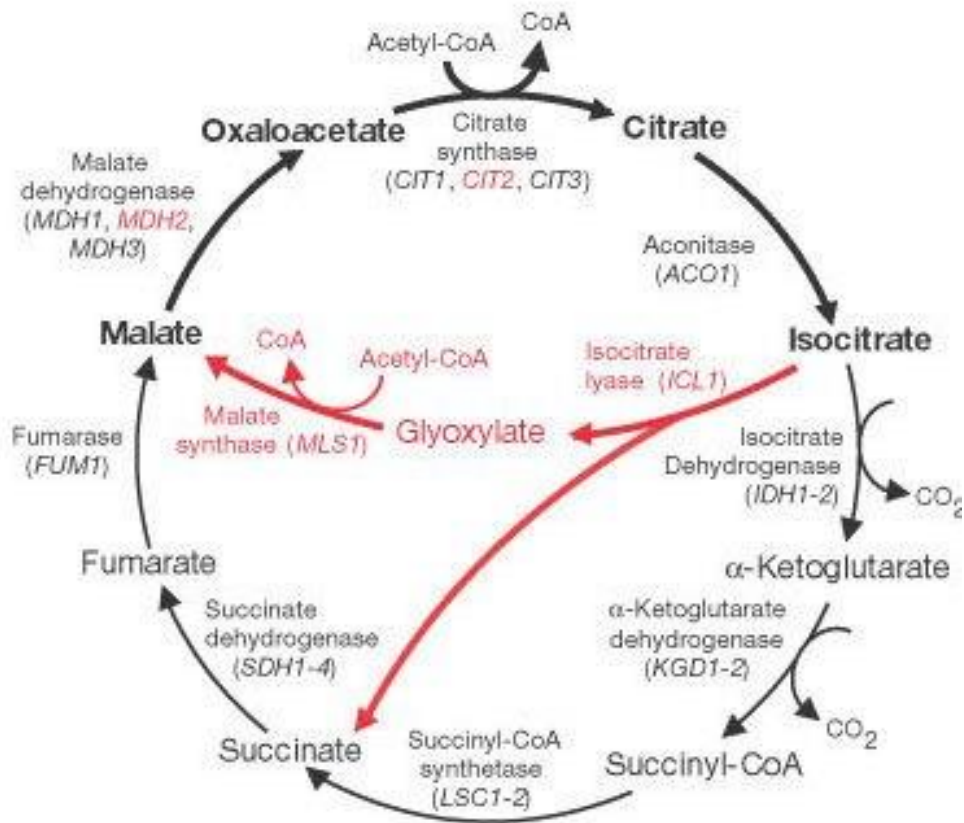 CoA
Acetyl-CoA
Oxaloacetate
Citrate
synthase
(CIT1, CIT2, CIT3)
Citrate
Malate
dehydrogenase
(MDH1, MDH2,
MDH3)
Aconitase
(ACO1)
Malate
CoA
Acetyl-CoA
Isocitrate
lyase (ICL1)
Isocitrate
Malate
synthase (MLS1)
Glyoxylate
Fumarase
(FUM1)
Isocitrate
Dehydrogenase
(IDH1-2)
CO2
Fumarate
α-Ketoglutarate
Succinate
dehydrogenase
(SDH1-4)
α-Ketoglutarate
dehydrogenase
(KGD1-2)
CO2
Succinate
Succinyl-CoA
synthetase
(LSC1-2)
Succinyl-CoA